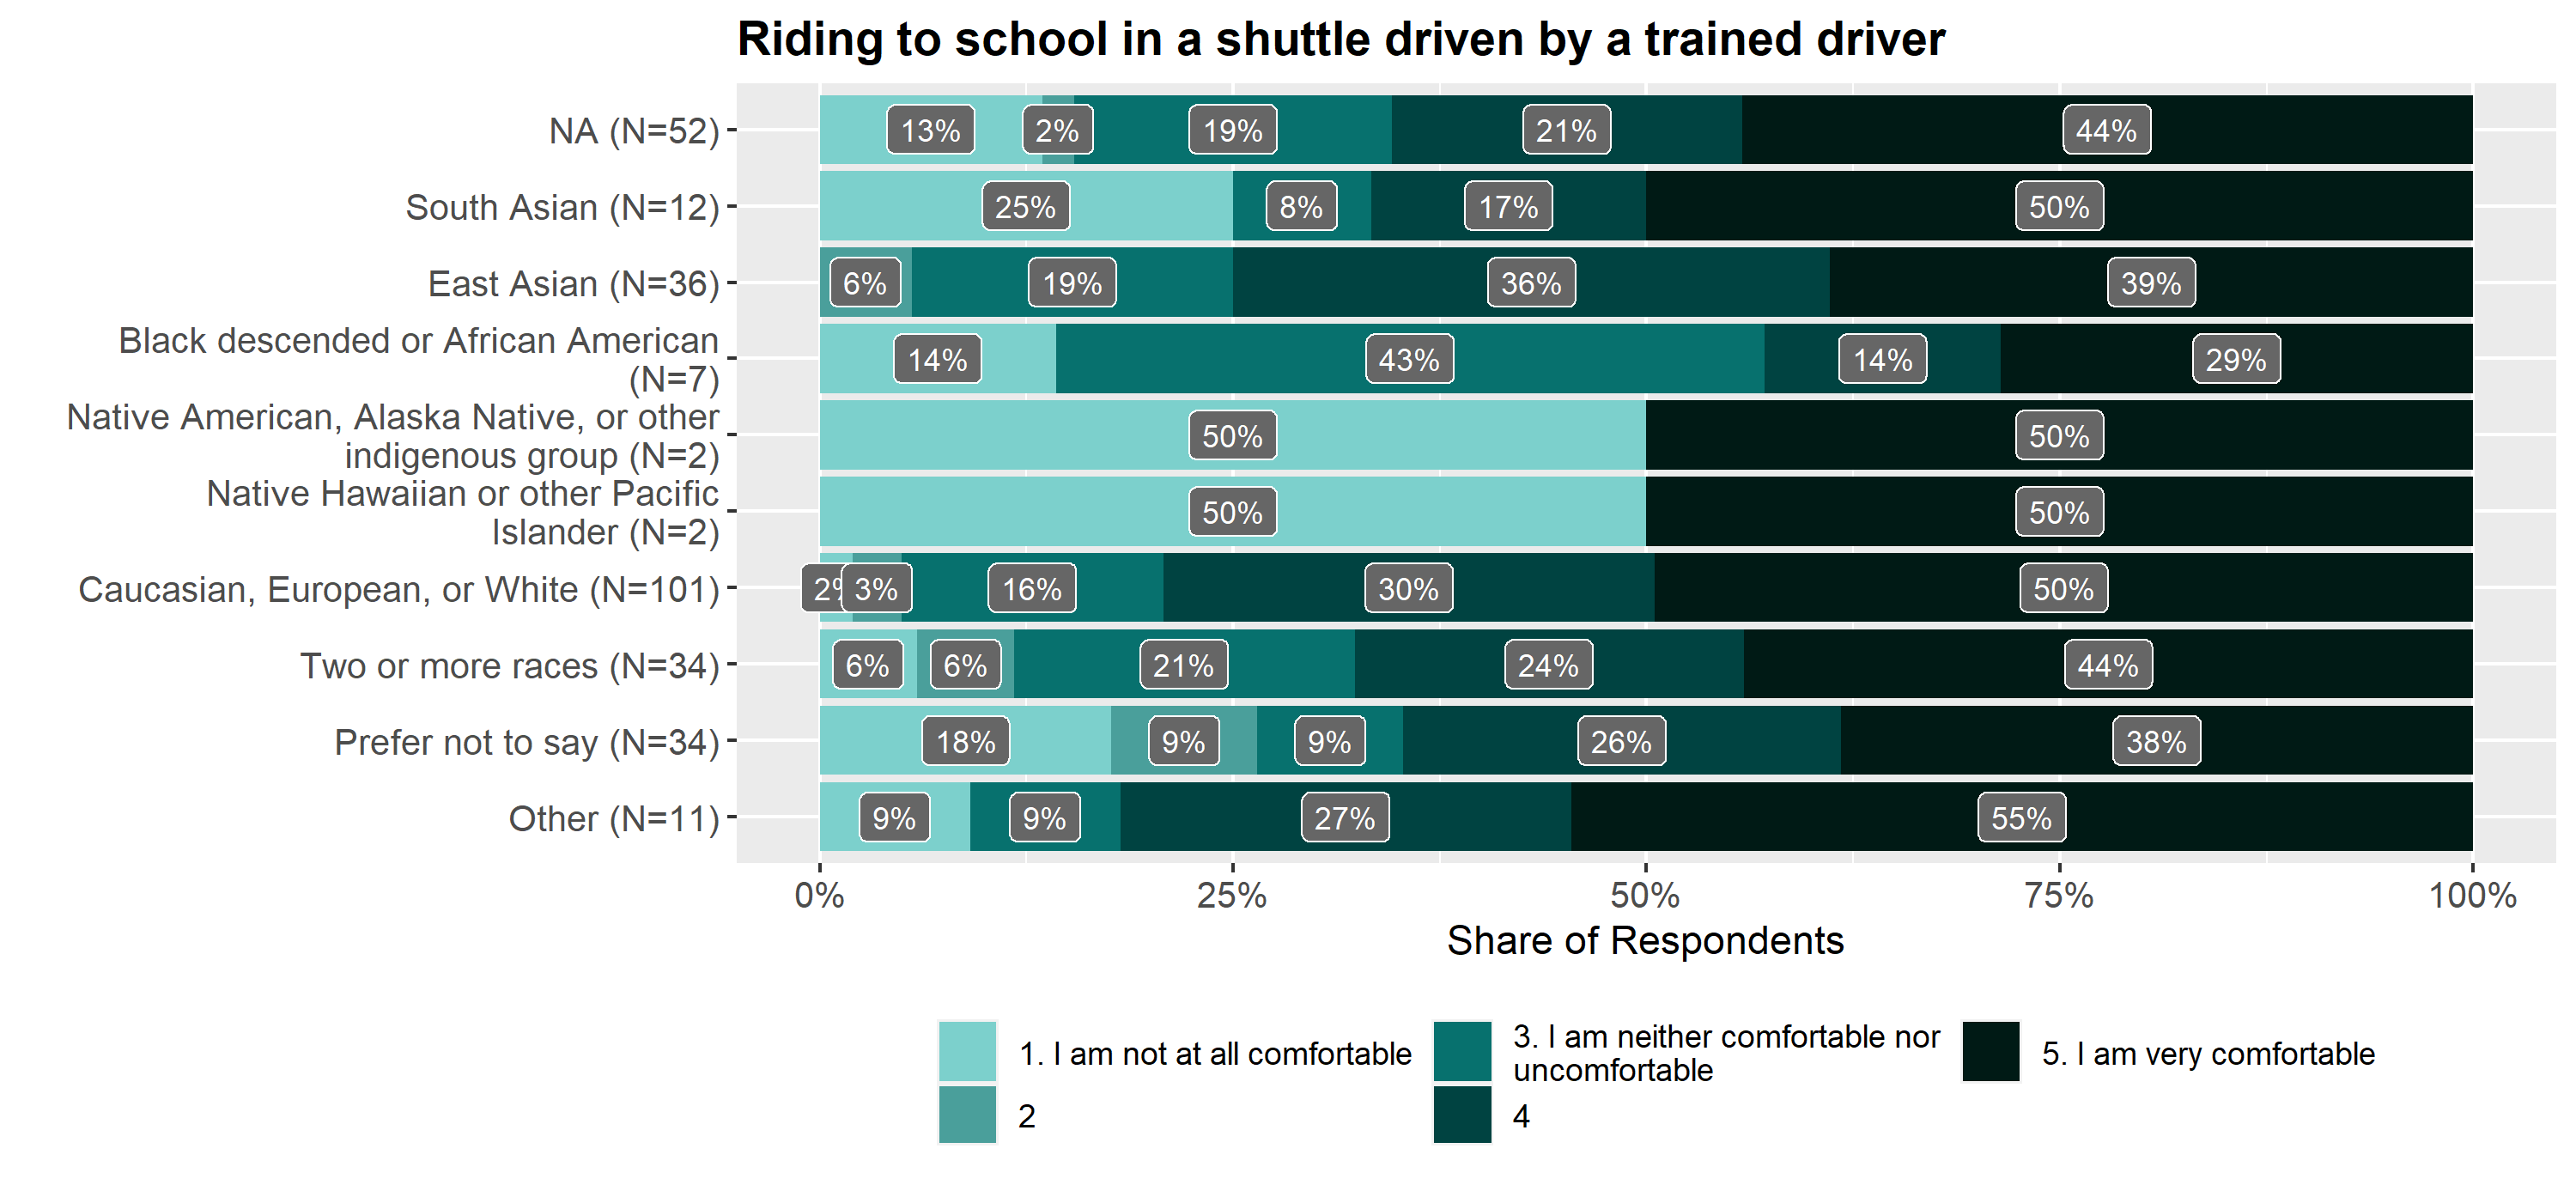 Riding to school in a shuttle driven by a trained driver
NA (N=52)
13% 2% 19% 21% 44%
South Asian (N=12)
25% 8% 17% 50%
East Asian (N=36)
6% 19% 36% 39%
Black descended or African American
(N=7)
14% 43% 14% 29%
Native American, Alaska Native, or other
indigenous group (N=2)
50% 50%
Native Hawaiian or other Pacific
Islander (N=2)
50% 50%
Caucasian, European, or White (N=101)
2% 3% 16% 30% 50%
Two or more races (N=34)
6% 6% 21% 24% 44%
Prefer not to say (N=34)
18% 9% 9% 26% 38%
Other (N=11)
9% 9% 27% 55%
0% 25% 50% 75% 100%
Share of Respondents
1. I am not at all comfortable
2
3. I am neither comfortable nor
uncomfortable
4
5. I am very comfortable